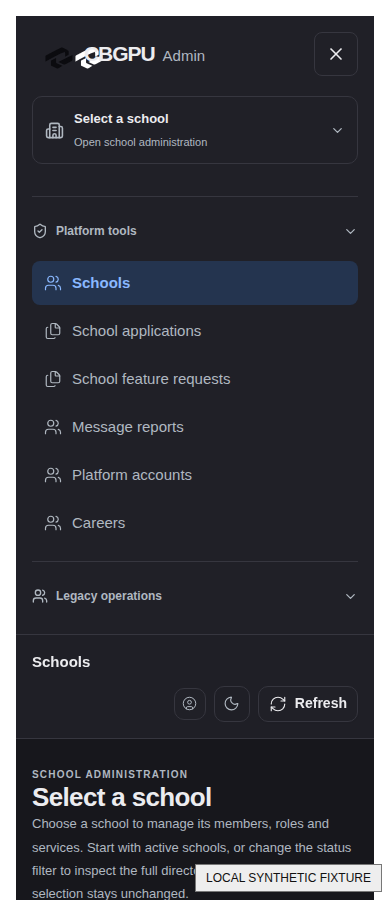 BGPU Admin
Select a school
Open school administration
Platform tools
Schools
School applications
School feature requests
Message reports
Platform accounts
Careers
Legacy operations
Schools
Refresh
SCHOOL ADMINISTRATION
Select a school
Choose a school to manage its members, roles and
services. Start with active schools, or change the status
filter to inspect the full
LOCAL SYNTHETIC FIXTURE
selection stays unchanged.